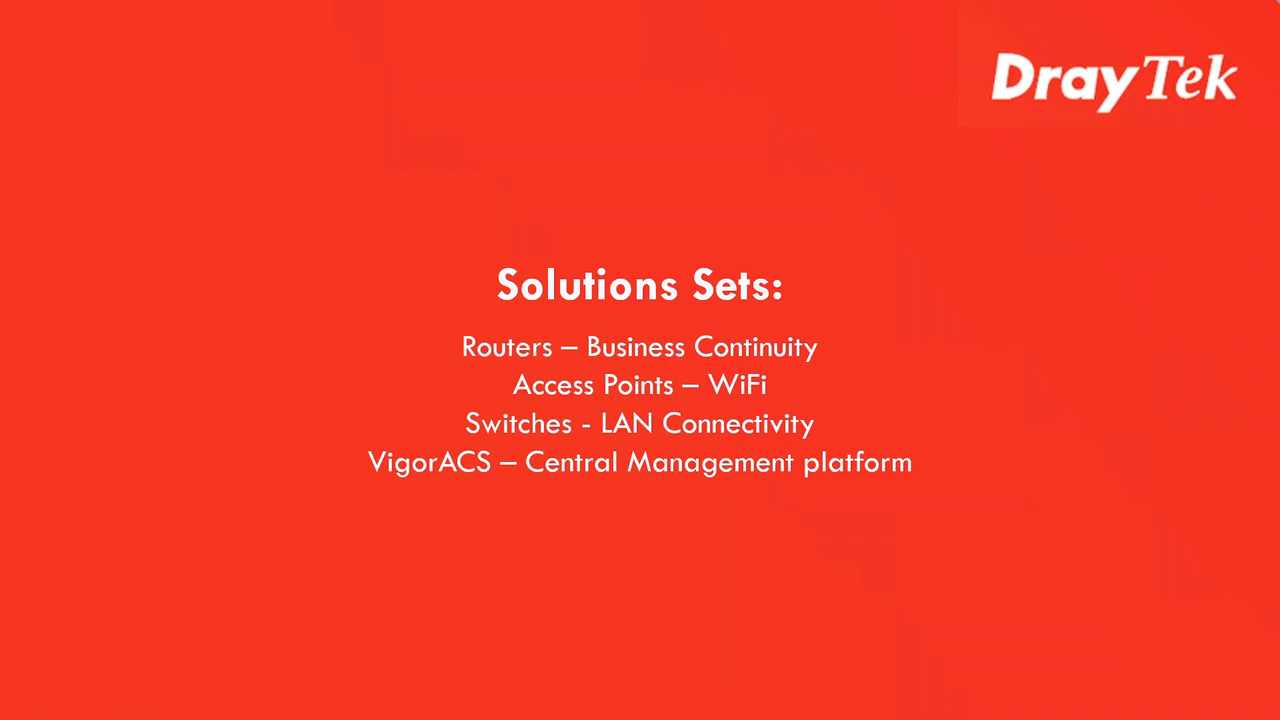 DrayTek
Solutions Sets:
Routers – Business Continuity
Access Points – WiFi
Switches - LAN Connectivity
VigorACS – Central Management platform